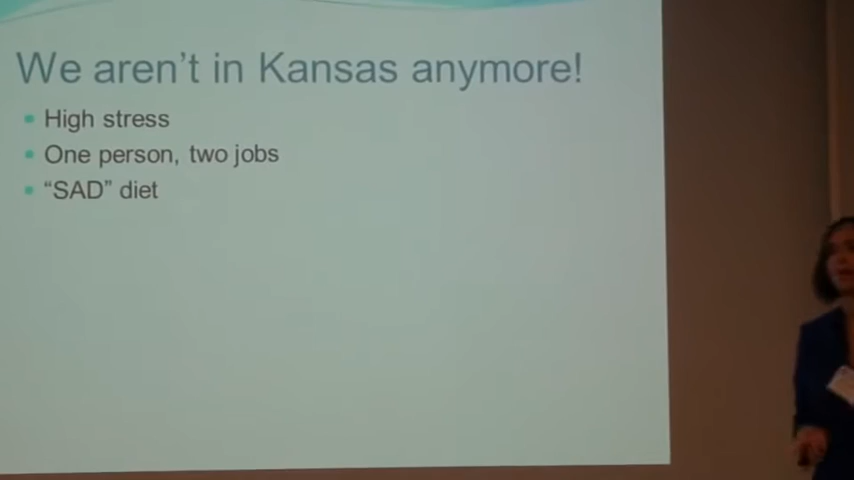 We aren't in Kansas anymore!
High stress
One person, two jobs
“SAD” diet